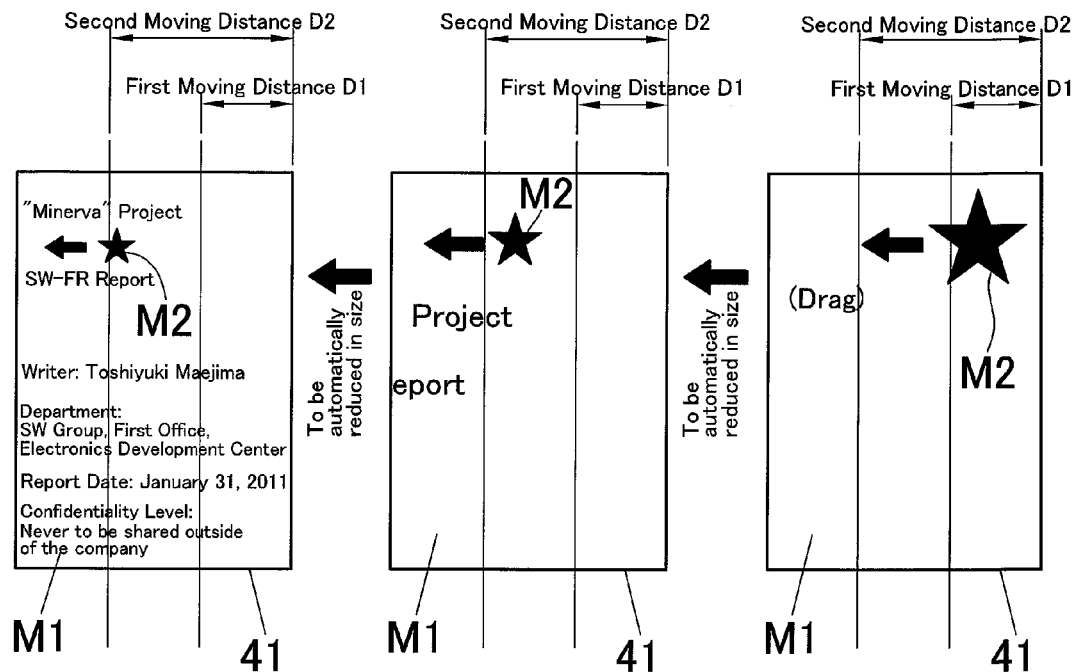 Second Moving Distance D2
First Moving Distance D1
"Minerva" Project
SW-FR Report
M2
Writer: Toshiyuki Maejima
Department:
SW Group, First Office,
Electronics Development Center
Report Date: January 31, 2011
Confidentiality Level:
Never to be shared outside
of the company
M1
41
To be
automatically
reduced in size
Second Moving Distance D2
First Moving Distance D1
M2
Project
eport
M1
41
To be
automatically
reduced in size
Second Moving Distance D2
First Moving Distance D1
(Drag)
M2
M1
41